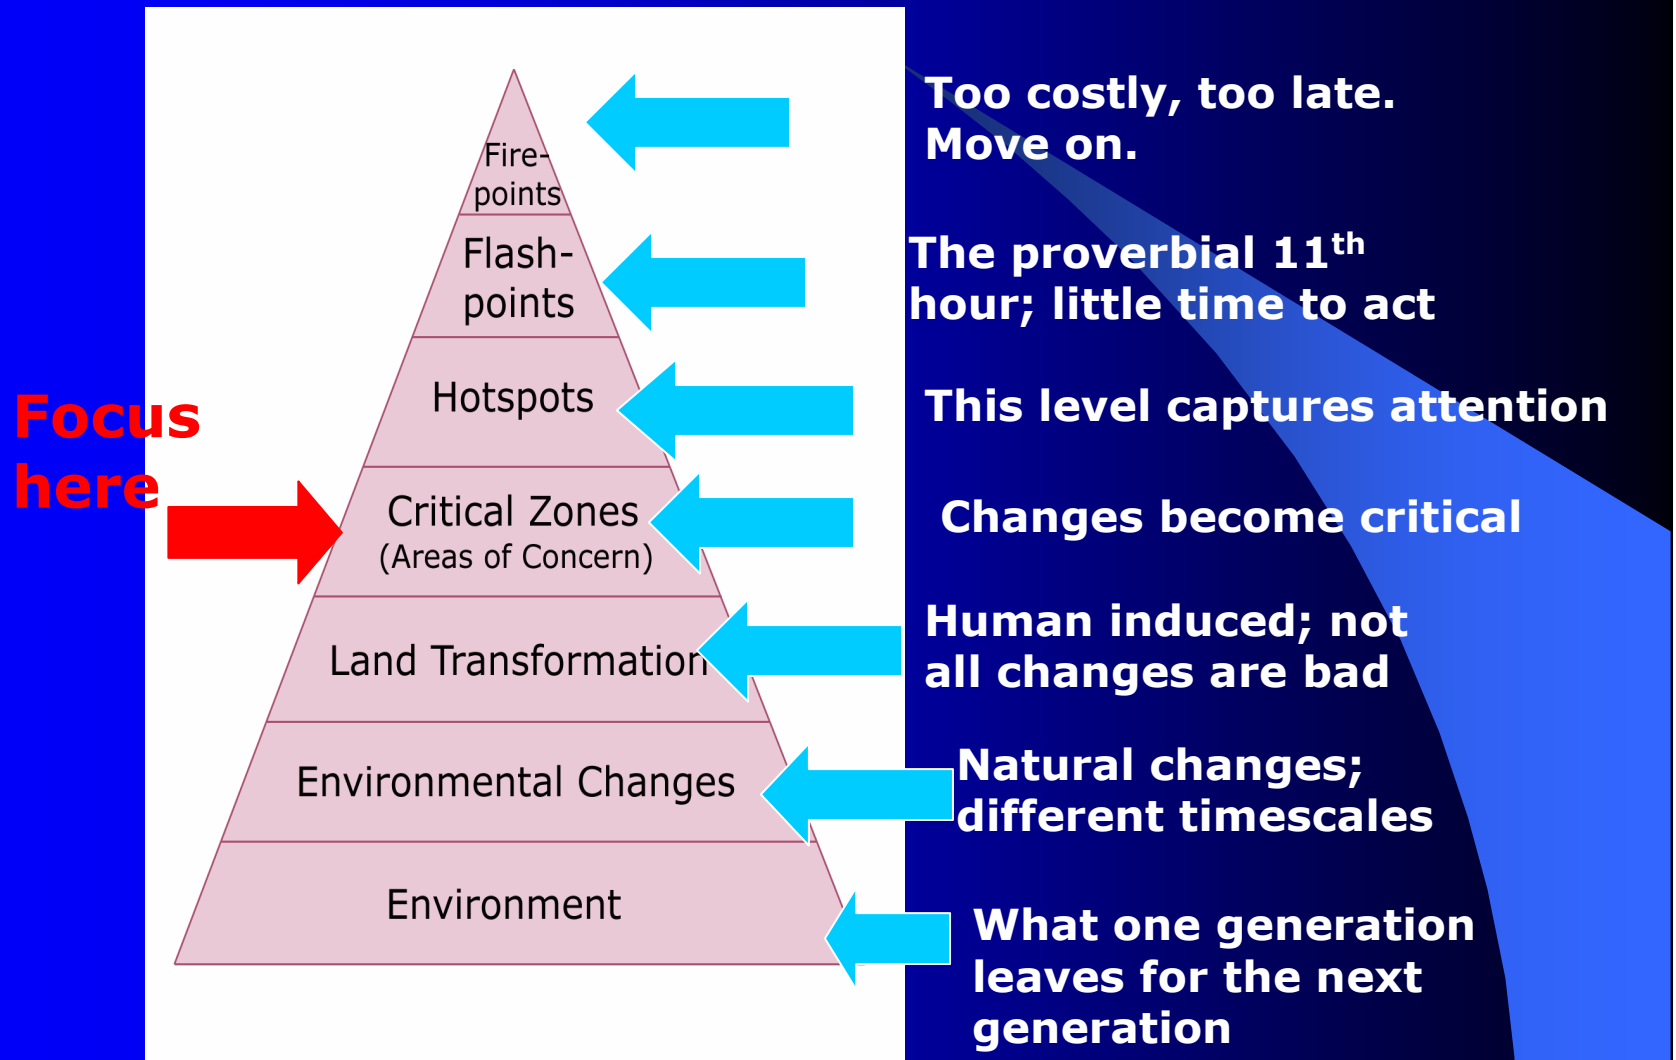 Too costly, too late.
Move on.
Fire-
points
The proverbial 11th
hour; little time to act
Flash-
points
This level captures attention
Hotspots
Focus
here
Changes become critical
Critical Zones
(Areas of Concern)
Human induced; not
all changes are bad
Land Transformation
Natural changes;
different timescales
Environmental Changes
What one generation
leaves for the next
generation
Environment